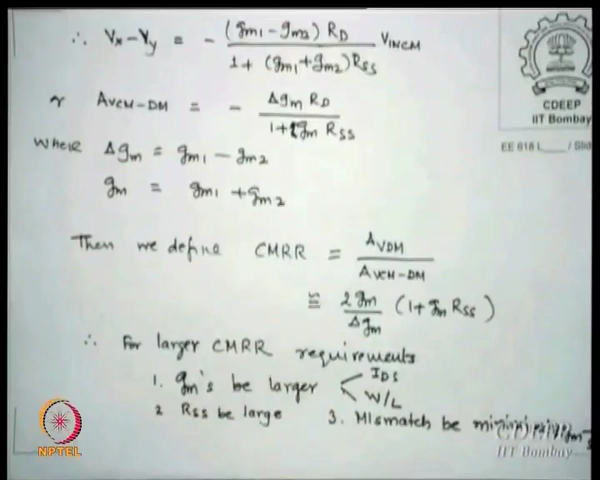 ∴ Vx - Vy = - (gm1 - gm2) RD / 1 + (gm1 + gm2) RSS VINCM
~ AVCM-DM = - Δgm RD / 1 + gm RSS
Where Δgm = gm1 - gm2
gm = gm1 + gm2
Then we define CMRR = AVDM / AVCM-DM
≅ 2gm / Δgm (1 + gm RSS)
∴ For larger CMRR requirements
1. gm's be larger < IDS
W/L
2 RSS be large 3. Mismatch be
CDEEP
IIT Bombay
EE 618 L___ / Slid
NPTEL
CDEEP
IIT Bombay